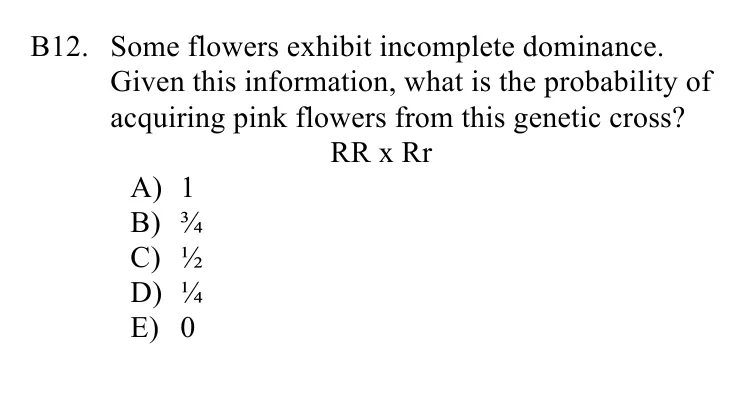 B12. Some flowers exhibit incomplete dominance.
Given this information, what is the probability of
acquiring pink flowers from this genetic cross?
RR x Rr
A) 1
B) ¾
C) ½
D) ¼
E) 0